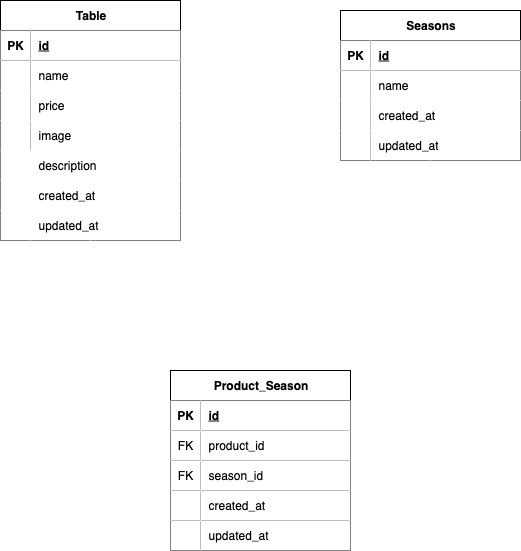 Table
PK id
name
price
image
description
created_at
updated_at
Seasons
PK id
name
created_at
updated_at
Product_Season
PK id
FK product_id
FK season_id
created_at
updated_at